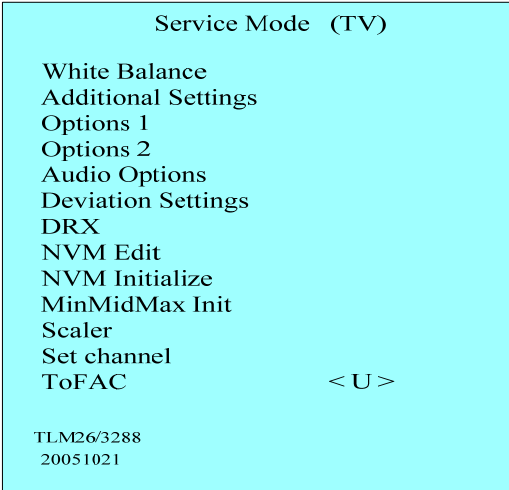 Service Mode (TV)
White Balance
Additional Settings
Options 1
Options 2
Audio Options
Deviation Settings
DRX
NVM Edit
NVM Initialize
MinMidMax Init
Scaler
Set channel
ToFAC < U >
TLM26/3288
20051021